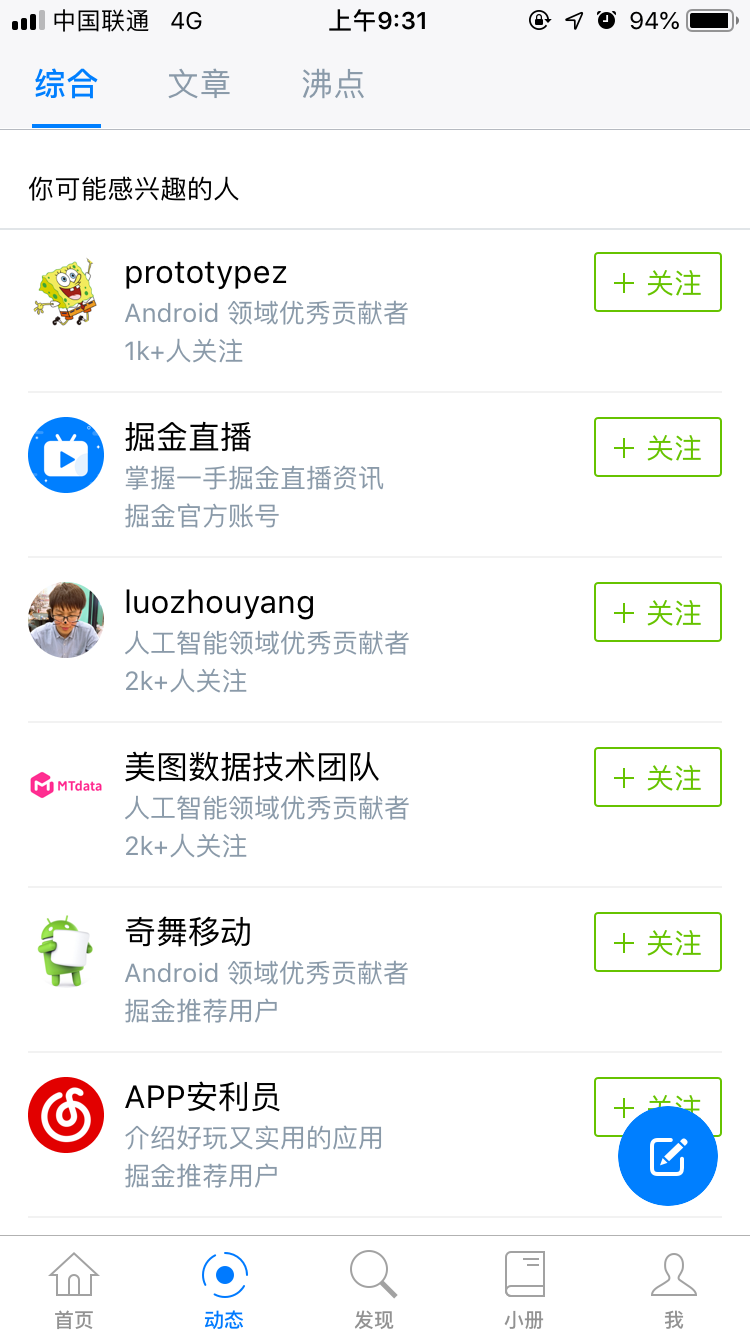 中国联通 4G 上午9:31 94%
综合 文章 沸点
你可能感兴趣的人
prototypez
+ 关注
Android 领域优秀贡献者
1k+人关注
掘金直播
+ 关注
掌握一手掘金直播资讯
掘金官方账号
luozhouyang
+ 关注
人工智能领域优秀贡献者
2k+人关注
MTdata
美图数据技术团队
+ 关注
人工智能领域优秀贡献者
2k+人关注
奇舞移动
+ 关注
Android 领域优秀贡献者
掘金推荐用户
APP安利员
+ 关注
介绍好玩又实用的应用
掘金推荐用户
首页 动态 发现 小册 我